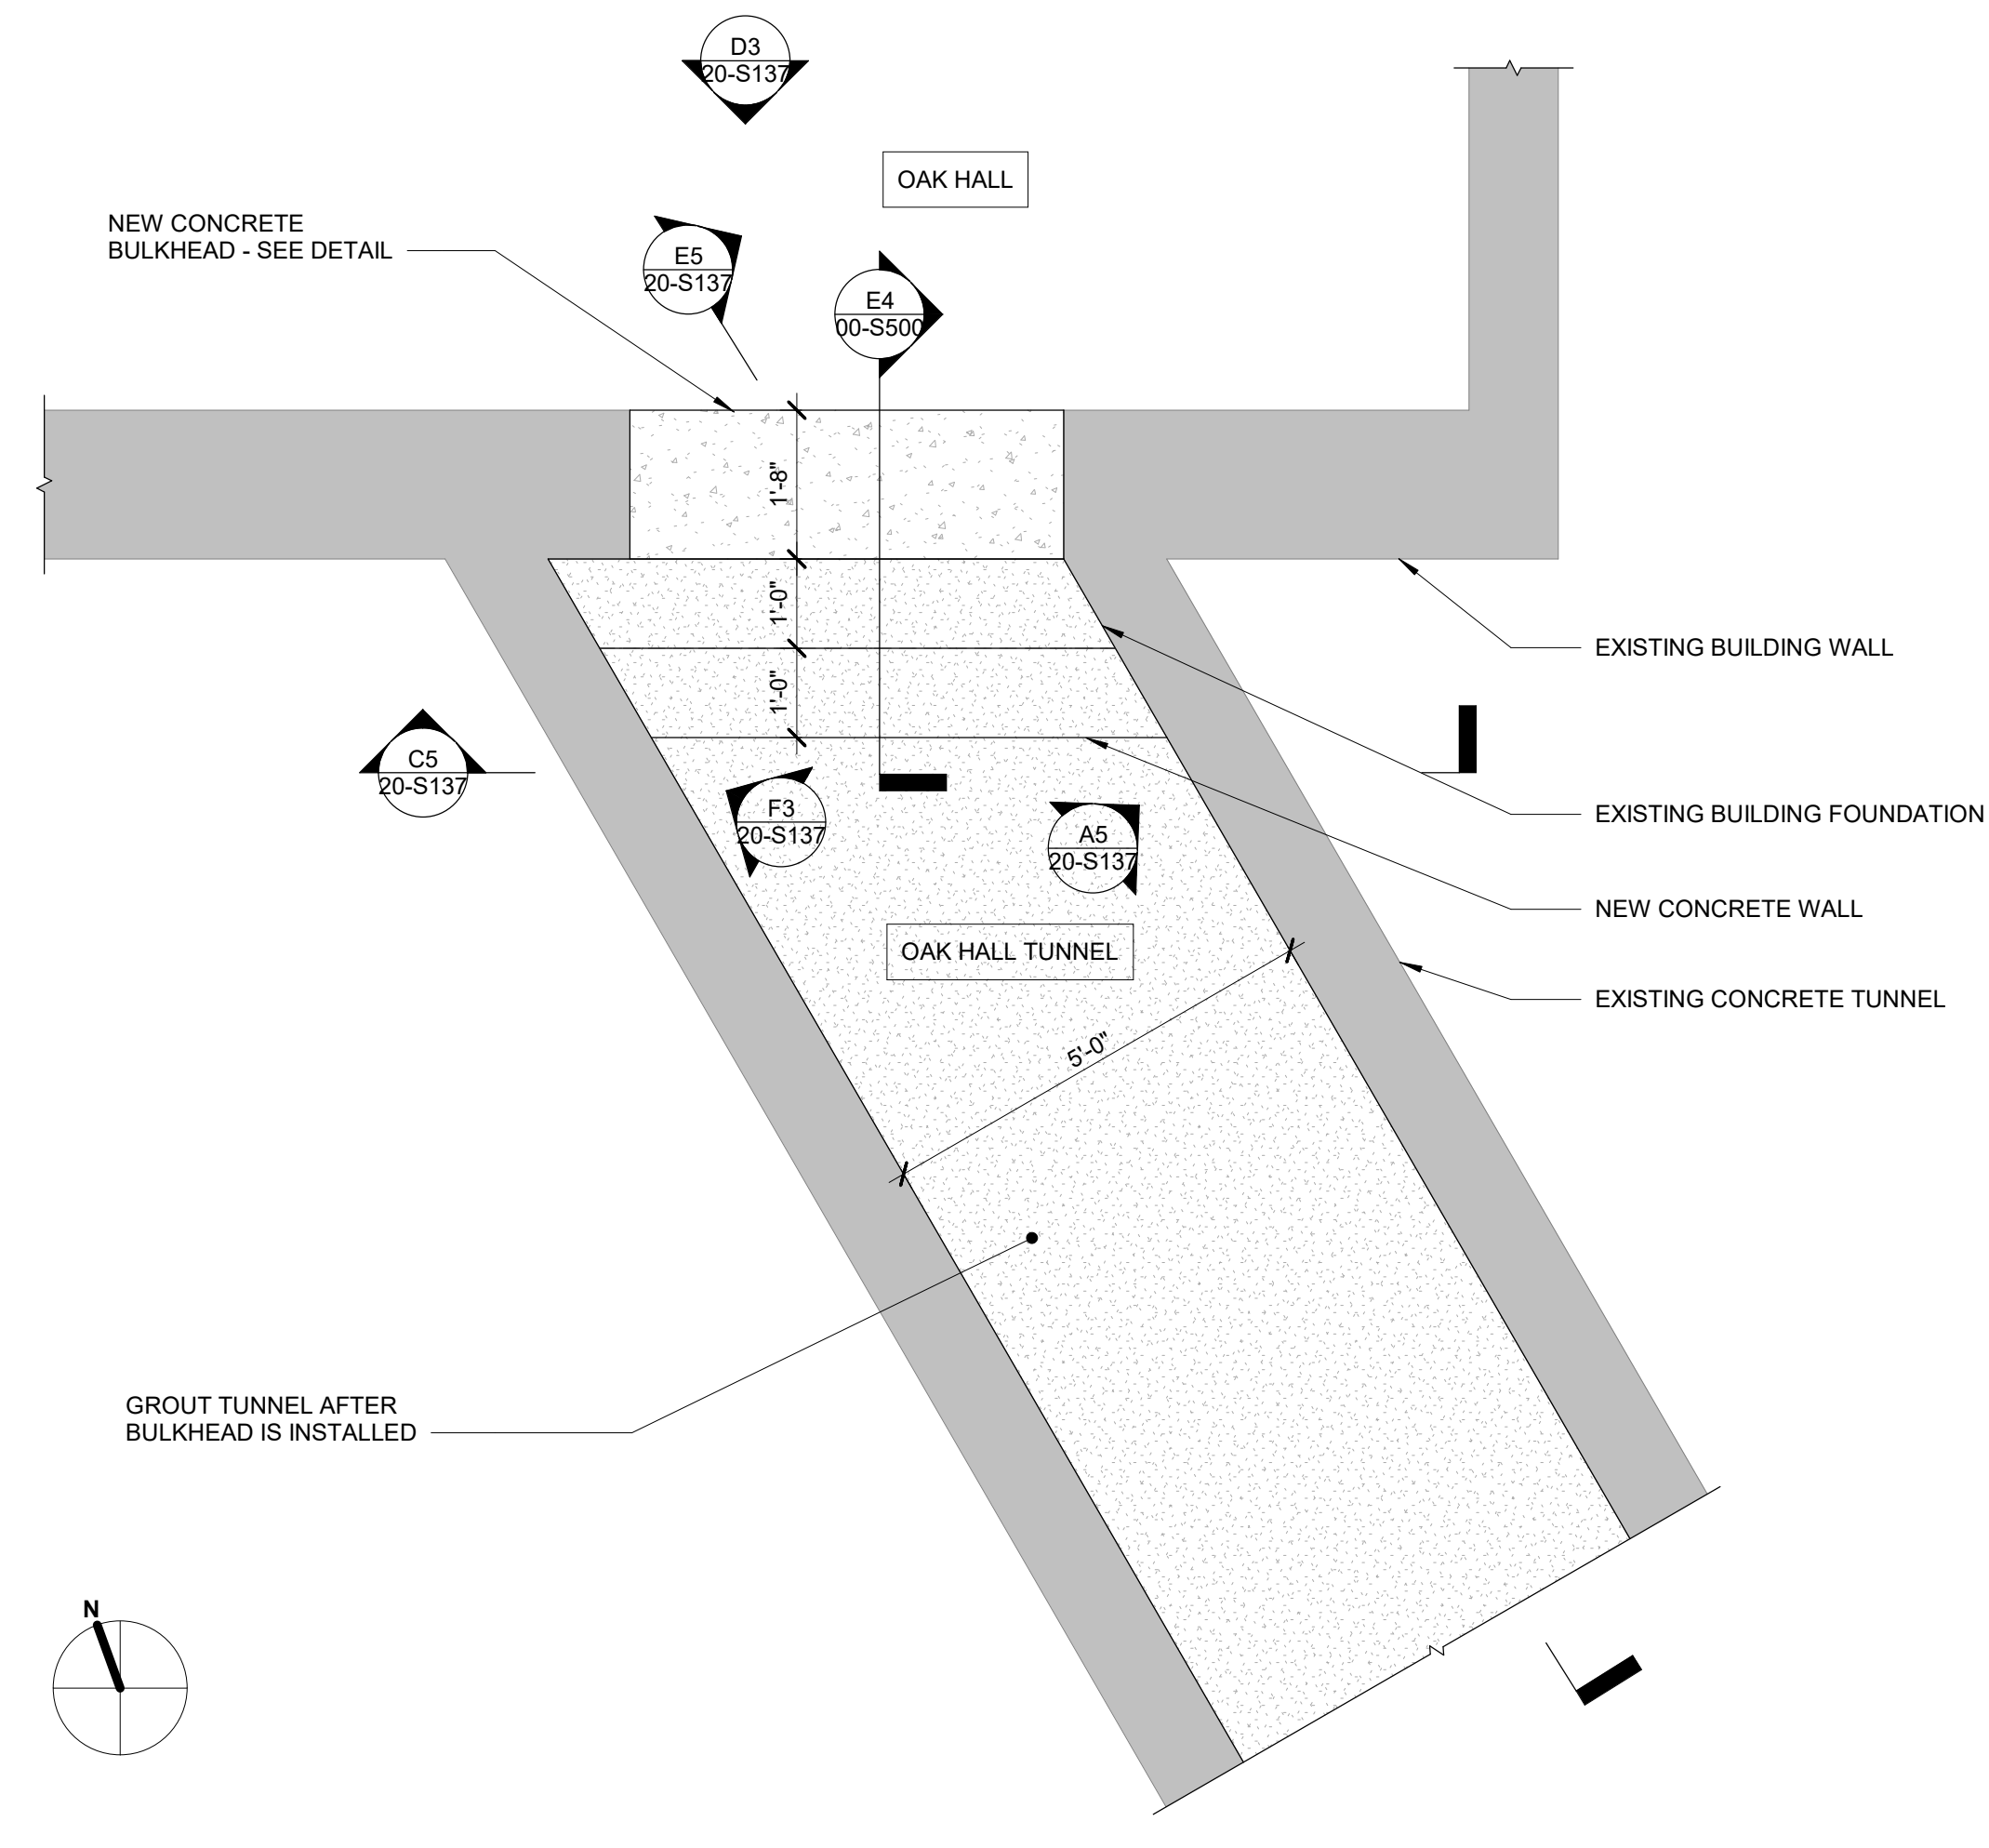 D3
20-S137
OAK HALL
NEW CONCRETE
BULKHEAD - SEE DETAIL
E5
20-S137
E4
00-S500
1'-8"
1'-0"
1'-0"
EXISTING BUILDING WALL
C5
20-S137
F3
20-S137
A5
20-S137
EXISTING BUILDING FOUNDATION
NEW CONCRETE WALL
OAK HALL TUNNEL
EXISTING CONCRETE TUNNEL
5'-0"
GROUT TUNNEL AFTER
BULKHEAD IS INSTALLED
N